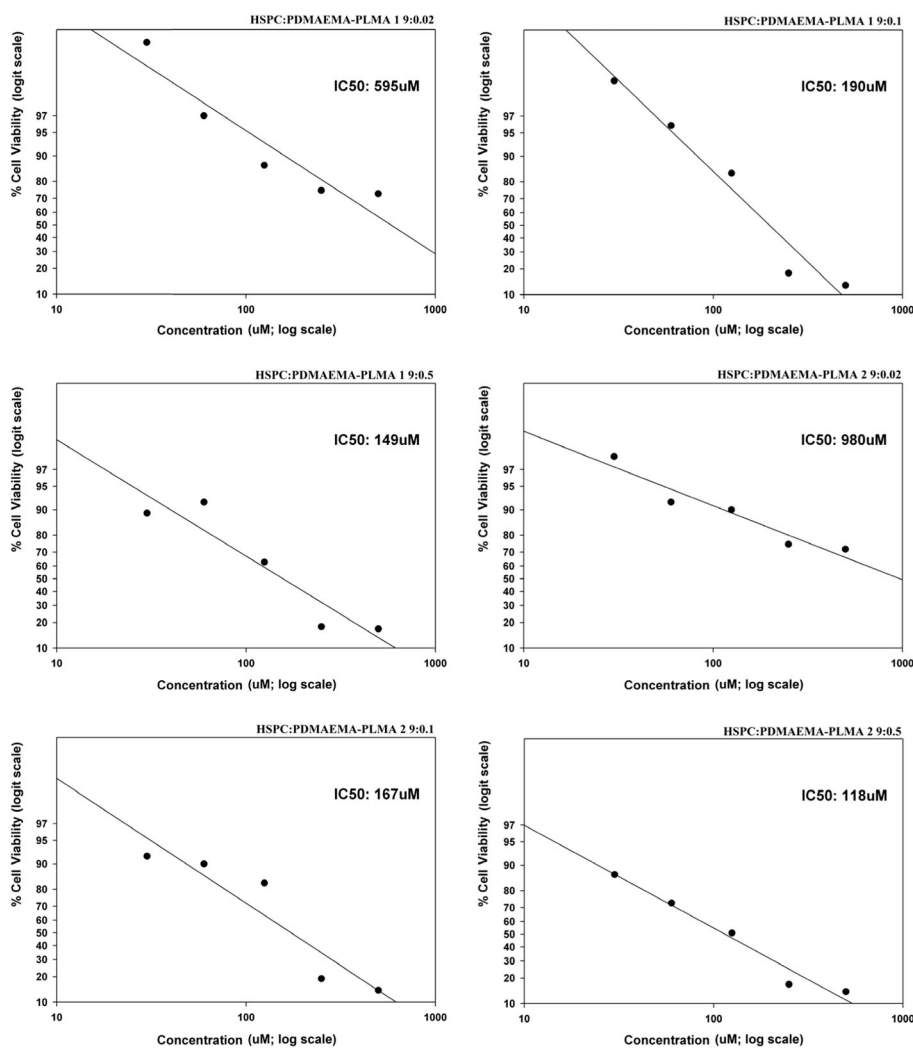 HSPC:PDMAEMA-PLMA 1 9:0.02
IC50: 595uM
% Cell Viability (logit scale)
97
95
90
80
70
60
50
40
30
20
10
10 100 1000
Concentration (uM; log scale)
HSPC:PDMAEMA-PLMA 1 9:0.1
IC50: 190uM
% Cell Viability (logit scale)
97
95
90
80
70
60
50
40
30
20
10
10 100 1000
Concentration (uM; log scale)
HSPC:PDMAEMA-PLMA 1 9:0.5
IC50: 149uM
% Cell Viability (logit scale)
97
95
90
80
70
60
50
40
30
20
10
10 100 1000
Concentration (uM; log scale)
HSPC:PDMAEMA-PLMA 2 9:0.02
IC50: 980uM
% Cell Viability (logit scale)
97
95
90
80
70
60
50
40
30
20
10
10 100 1000
Concentration (uM; log scale)
HSPC:PDMAEMA-PLMA 2 9:0.1
IC50: 167uM
% Cell Viability (logit scale)
97
95
90
80
70
60
50
40
30
20
10
10 100 1000
Concentration (uM; log scale)
HSPC:PDMAEMA-PLMA 2 9:0.5
IC50: 118uM
% Cell Viability (logit scale)
97
95
90
80
70
60
50
40
30
20
10
10 100 1000
Concentration (uM; log scale)